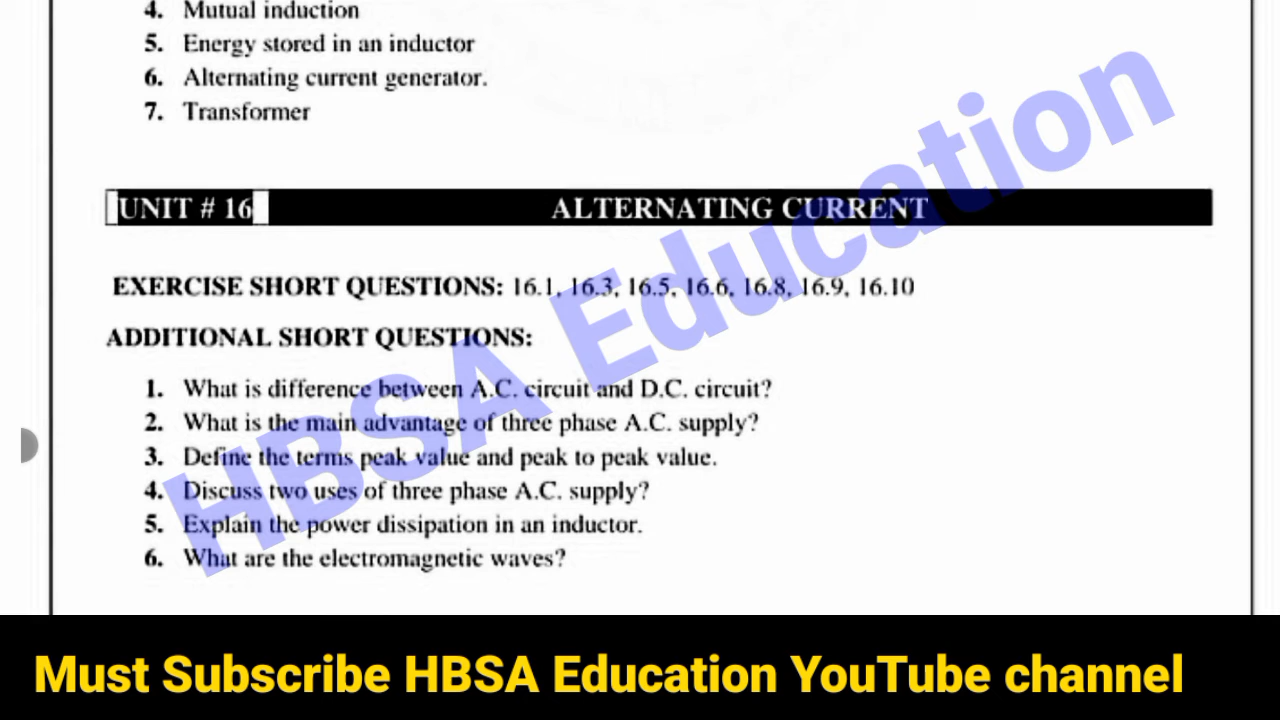 4. Mutual induction
5. Energy stored in an inductor
6. Alternating current generator.
7. Transformer
UNIT # 16 ALTERNATING CURRENT
EXERCISE SHORT QUESTIONS: 16.1, 16.3, 16.5, 16.6, 16.8, 16.9, 16.10
ADDITIONAL SHORT QUESTIONS:
1. What is difference between A.C. circuit and D.C. circuit?
2. What is the main advantage of three phase A.C. supply?
3. Define the terms peak value and peak to peak value.
4. Discuss two uses of three phase A.C. supply?
5. Explain the power dissipation in an inductor.
6. What are the electromagnetic waves?
HBSA Education
Must Subscribe HBSA Education YouTube channel